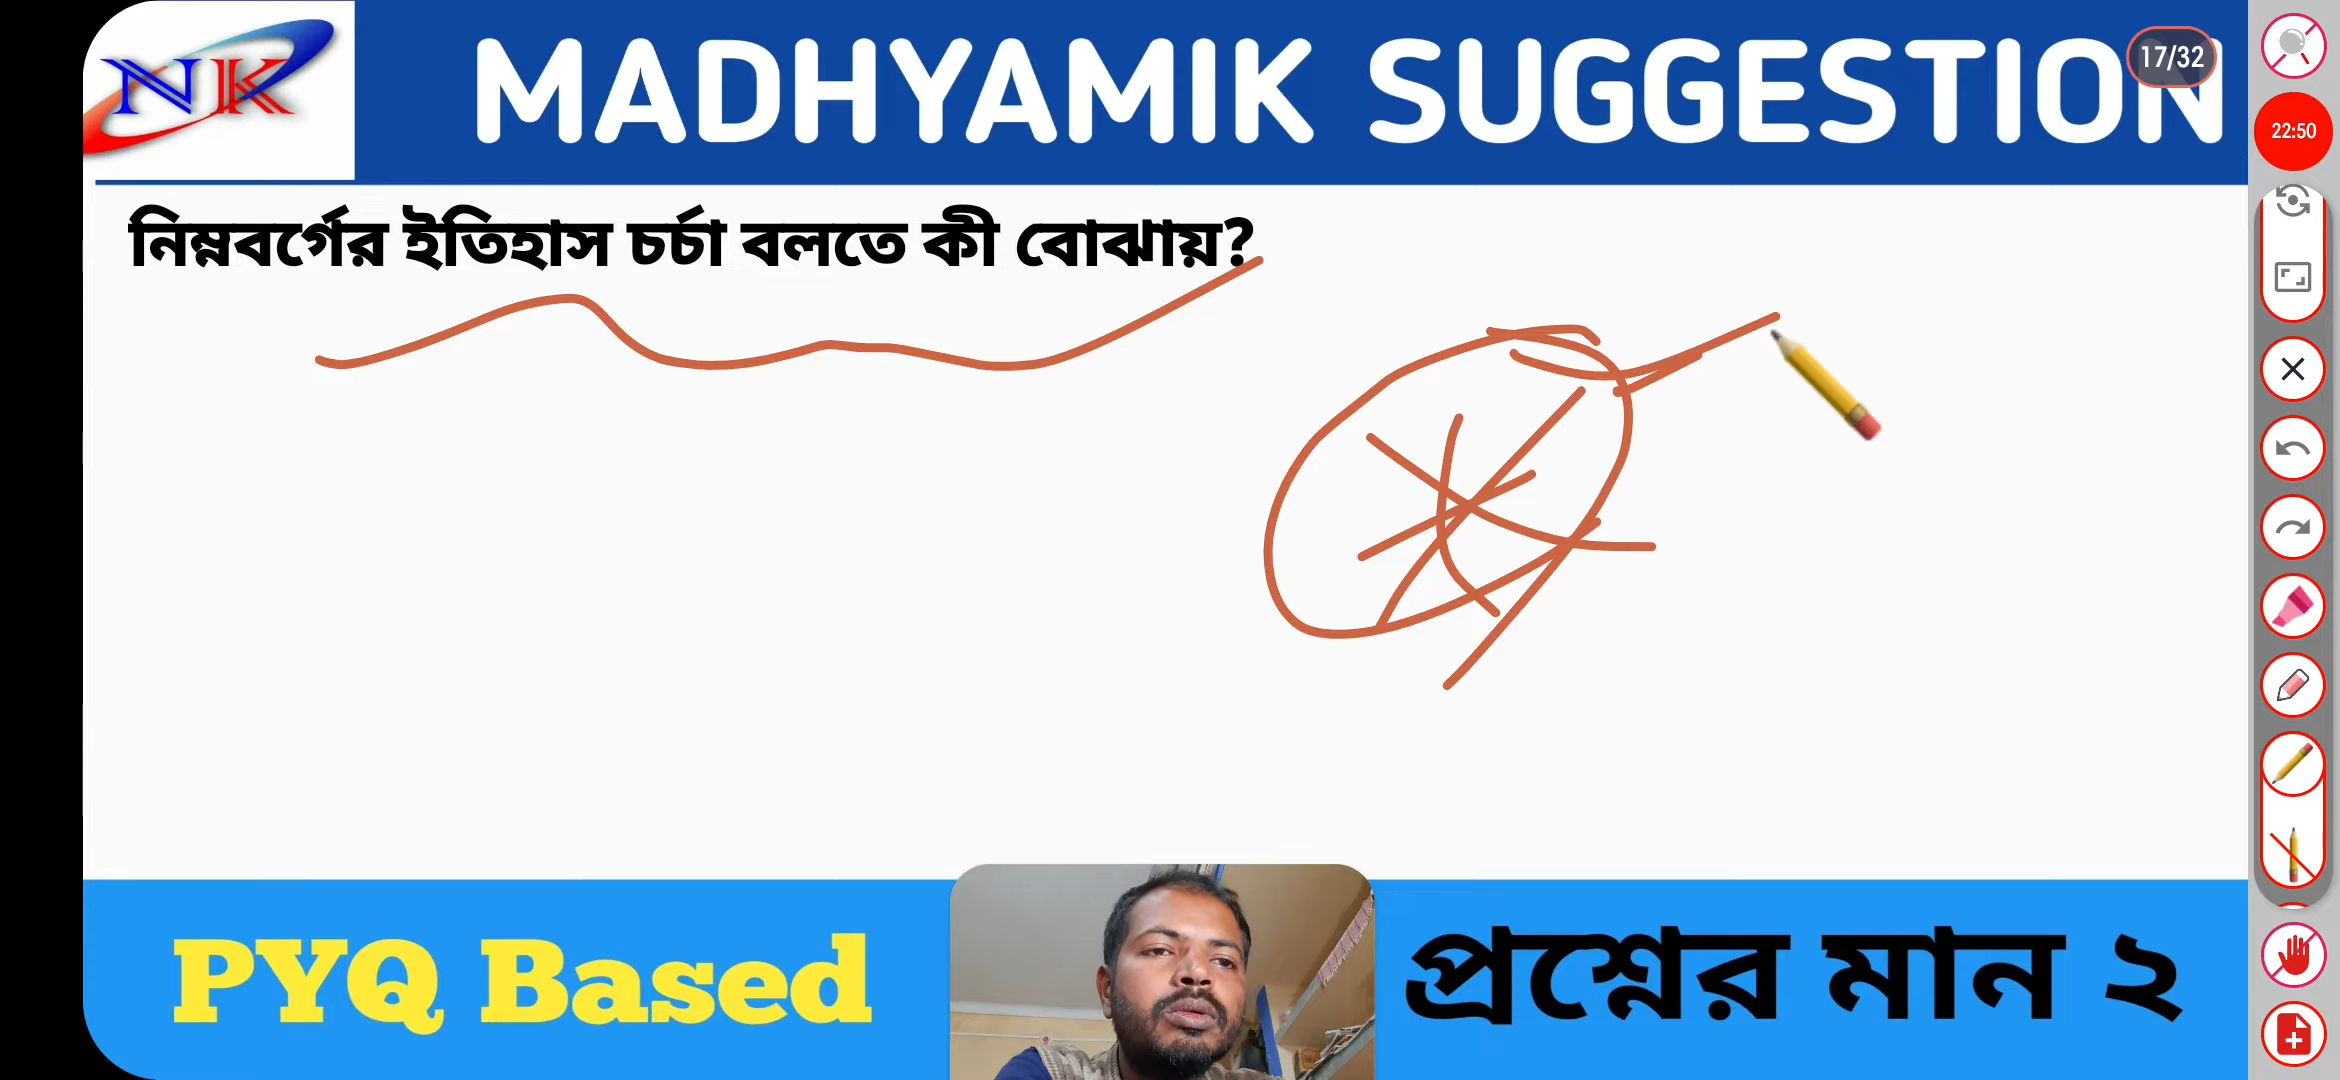 NK
MADHYAMIK SUGGESTION
17/32
22:50
নিম্নবর্গের ইতিহাস চর্চা বলতে কী বোঝায়?
PYQ Based
প্রশ্নের মান ২